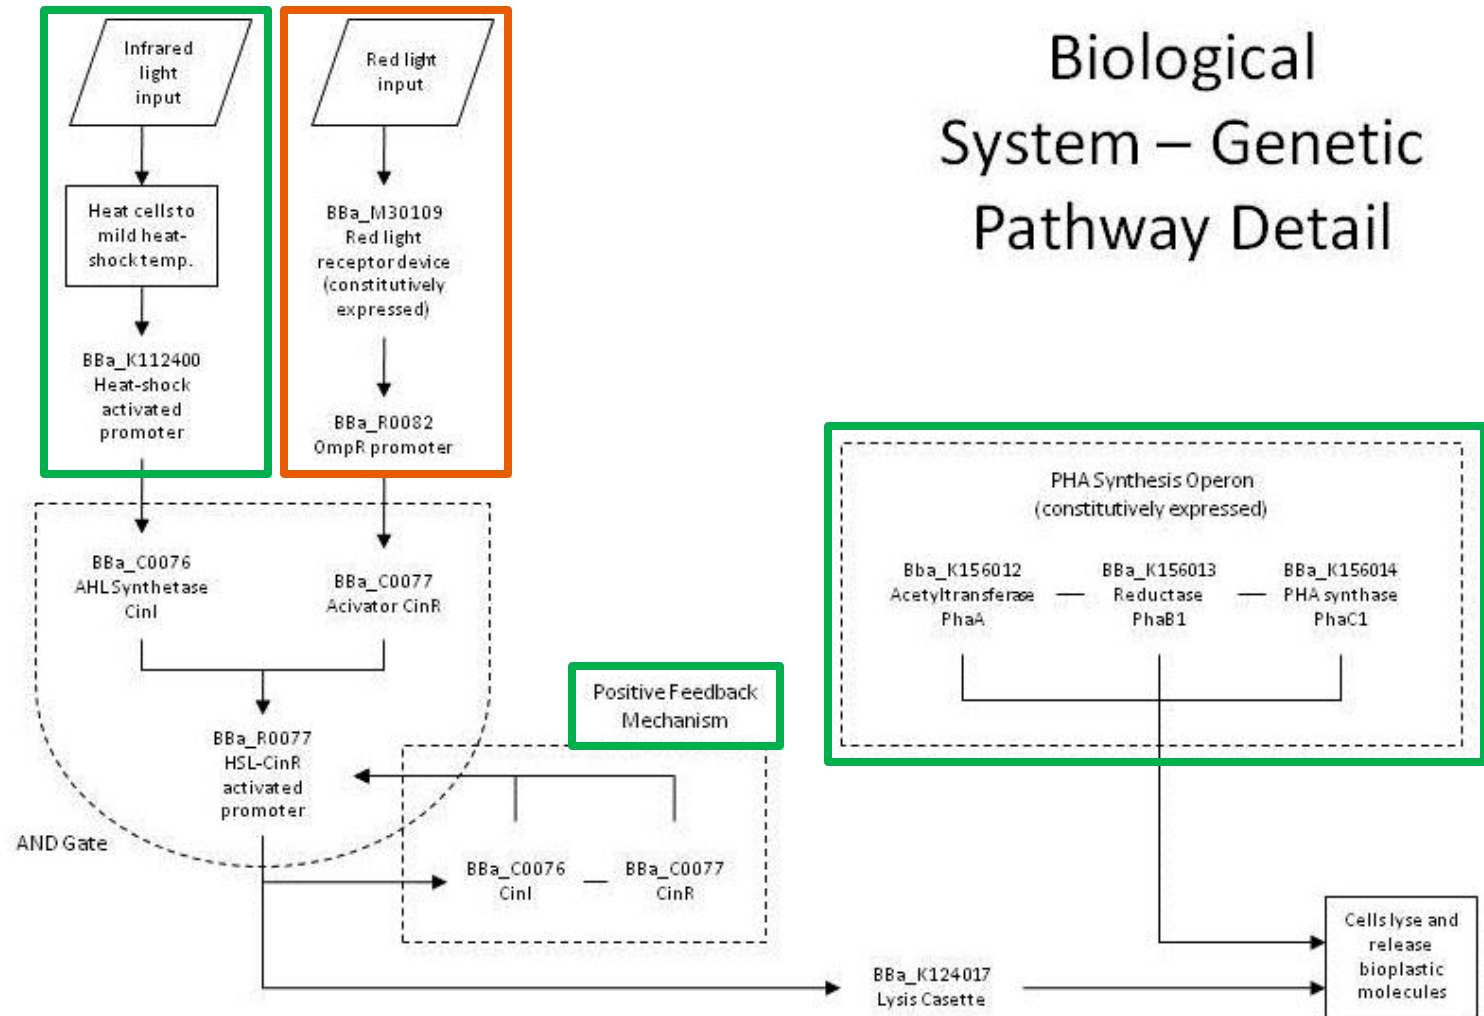 Biological
System – Genetic
Pathway Detail
Infrared
light
input
Heat cells to
mild heat-
shock temp.
BBa_K112400
Heat-shock
activated
promoter
Red light
input
BBa_M30109
Red light
receptor device
(constitutively
expressed)
BBa_R0082
OmpR promoter
BBa_C0076
AHL Synthetase
CinI
BBa_C0077
Acivator CinR
BBa_R0077
HSL-CinR
activated
promoter
AND Gate
Positive Feedback
Mechanism
BBa_C0076
CinI
BBa_C0077
CinR
PHA Synthesis Operon
(constitutively expressed)
Bba_K156012
Acetyltransferase
PhaA
BBa_K156013
Reductase
PhaB1
BBa_K156014
PHA synthase
PhaC1
BBa_K124017
Lysis Casette
Cells lyse and
release
bioplastic
molecules